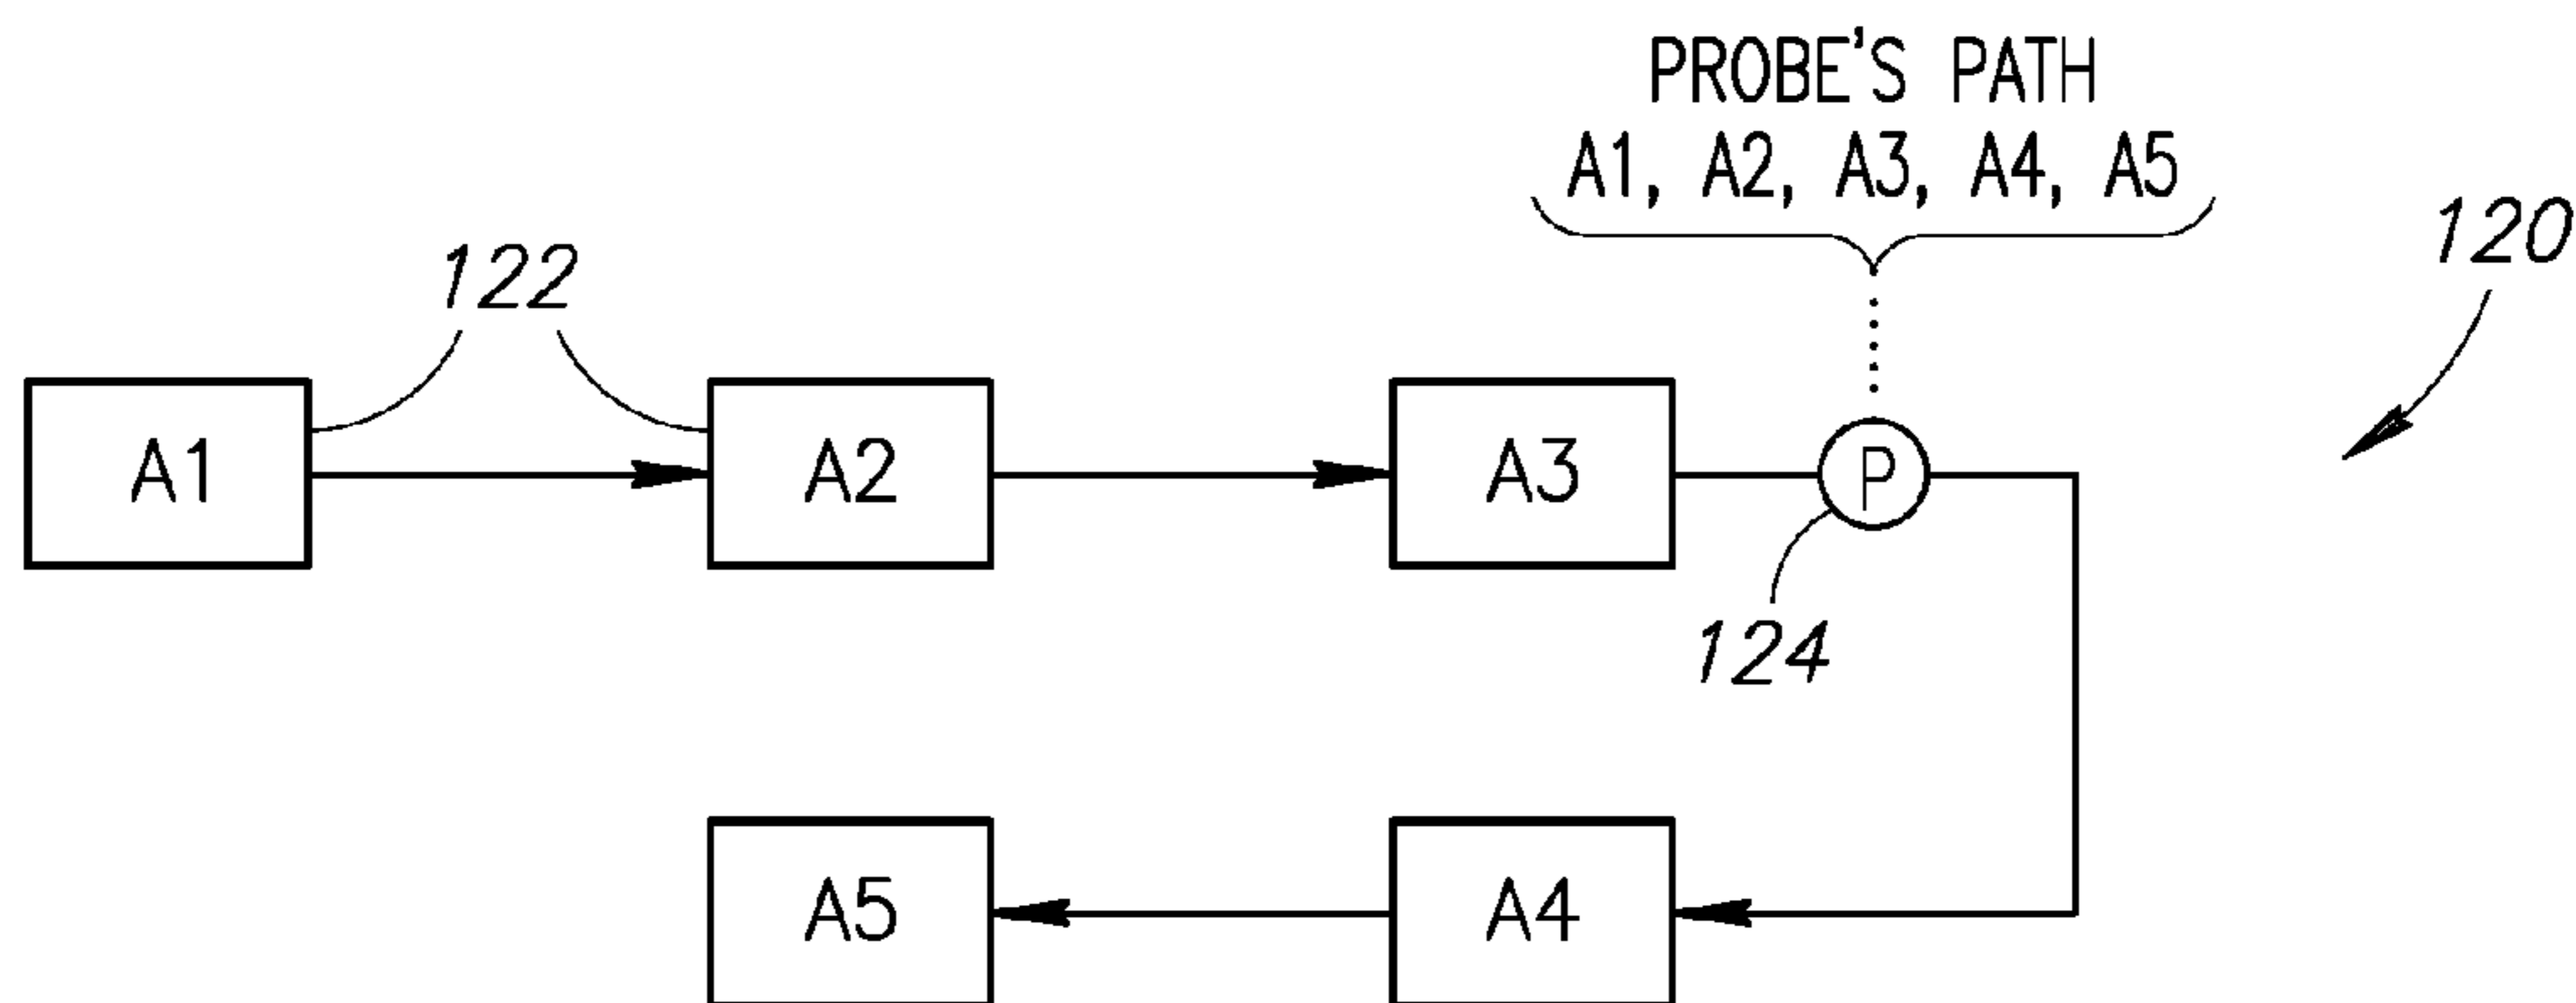 PROBE'S PATH
A1, A2, A3, A4, A5
120
122
A1
A2
A3
P
124
A5
A4